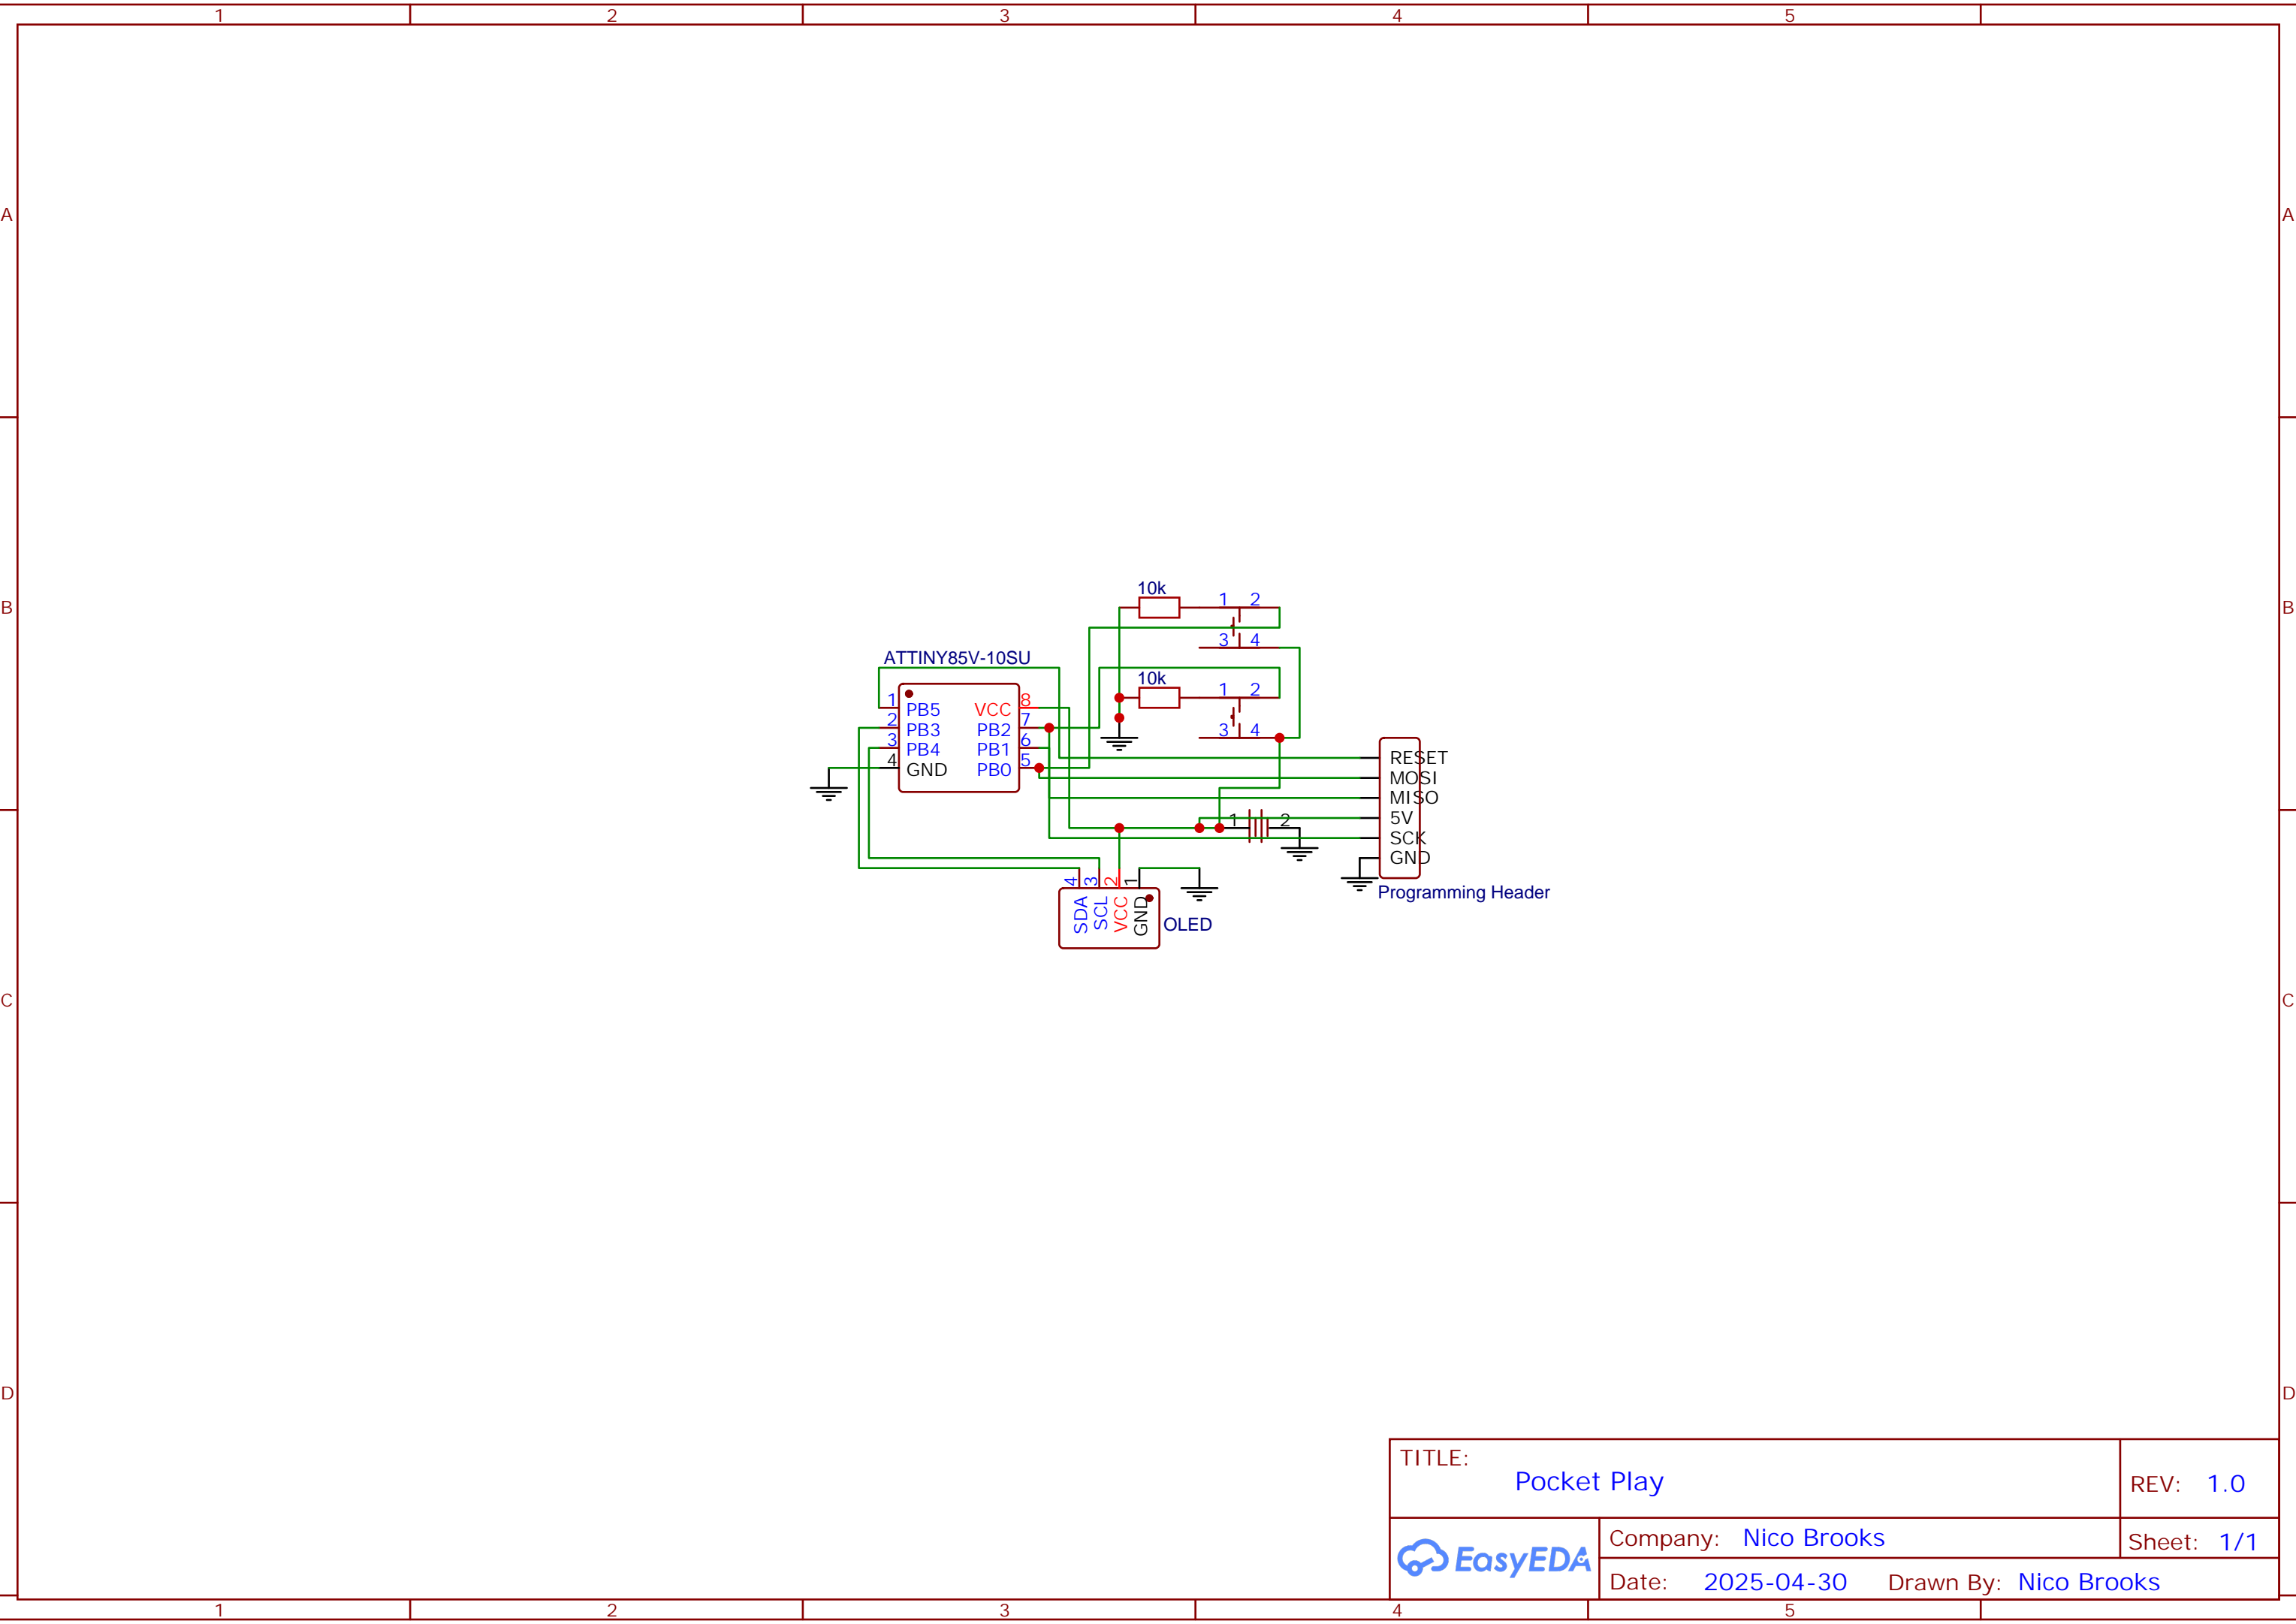 1 2 3 4 5
A A
B B
C C
D D
10k
1 2
3 4
10k
1 2
3 4
ATTINY85V-10SU
1 PB5 VCC 8
2 PB3 PB2 7
3 PB4 PB1 6
4 GND PB0 5
RESET
MOSI
MISO
5V
SCK
GND
Programming Header
1 2
4 3 2 1
SDA SCL VCC GND
OLED
TITLE:
Pocket Play
REV: 1.0
EasyEDA
Company: Nico Brooks
Sheet: 1/1
Date: 2025-04-30 Drawn By: Nico Brooks
1 2 3 4 5